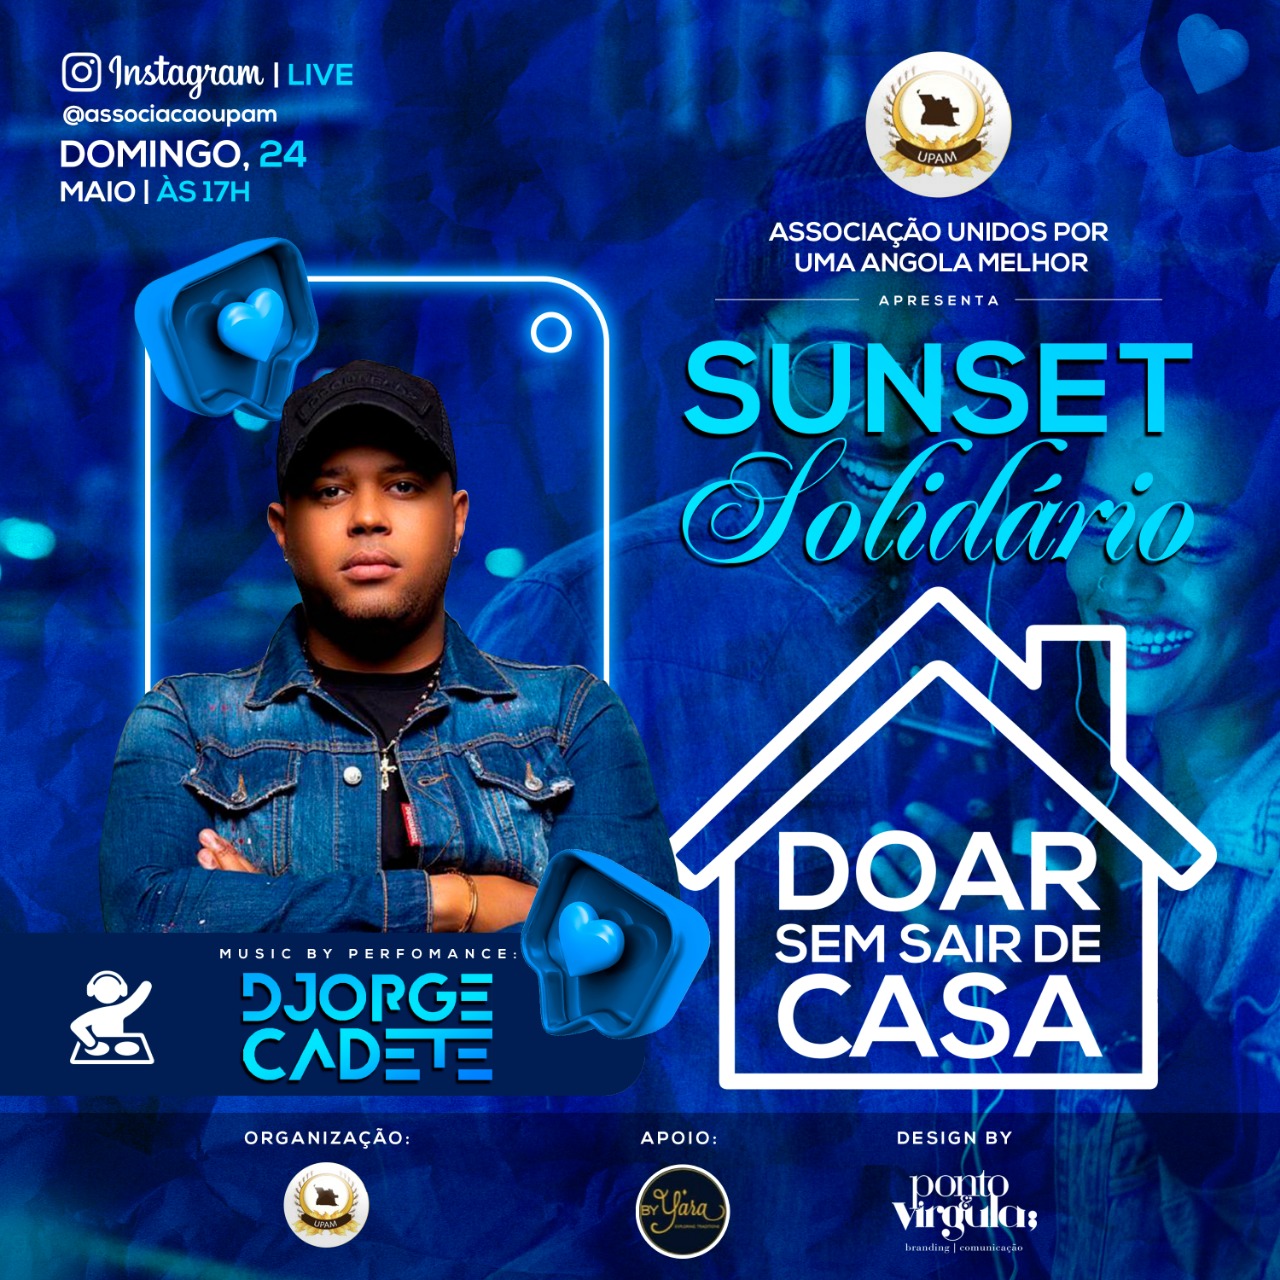 Instagram | LIVE
@associacaoupam
DOMINGO, 24
MAIO | ÀS 17H
UPAM
ASSOCIAÇÃO UNIDOS POR
UMA ANGOLA MELHOR
APRESENTA
SUNSET
Solidário
DOAR
SEM SAIR DE
CASA
MUSIC BY PERFOMANCE:
DJORGE
CADETE
ORGANIZAÇÃO:
UPAM
APOIO:
BY Yara
DESIGN BY
ponto
&
virgula;
branding | comunicação